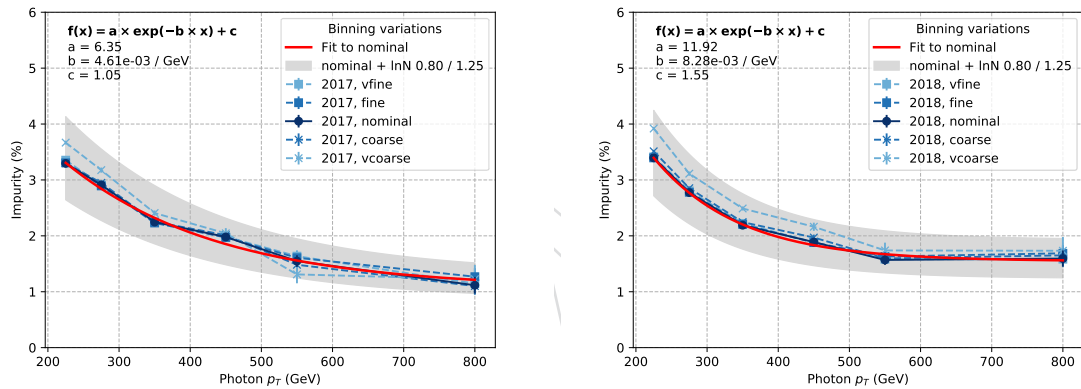 f(x) = a × exp(−b × x) + c
a = 6.35
b = 4.61e-03 / GeV
c = 1.05
Binning variations
Fit to nominal
nominal + lnN 0.80 / 1.25
2017, vfine
2017, fine
2017, nominal
2017, coarse
2017, vcoarse
Impurity (%)
6
5
4
3
2
1
0
200 300 400 500 600 700 800
Photon pT (GeV)
f(x) = a × exp(−b × x) + c
a = 11.92
b = 8.28e-03 / GeV
c = 1.55
Binning variations
Fit to nominal
nominal + lnN 0.80 / 1.25
2018, vfine
2018, fine
2018, nominal
2018, coarse
2018, vcoarse
Impurity (%)
6
5
4
3
2
1
0
200 300 400 500 600 700 800
Photon pT (GeV)